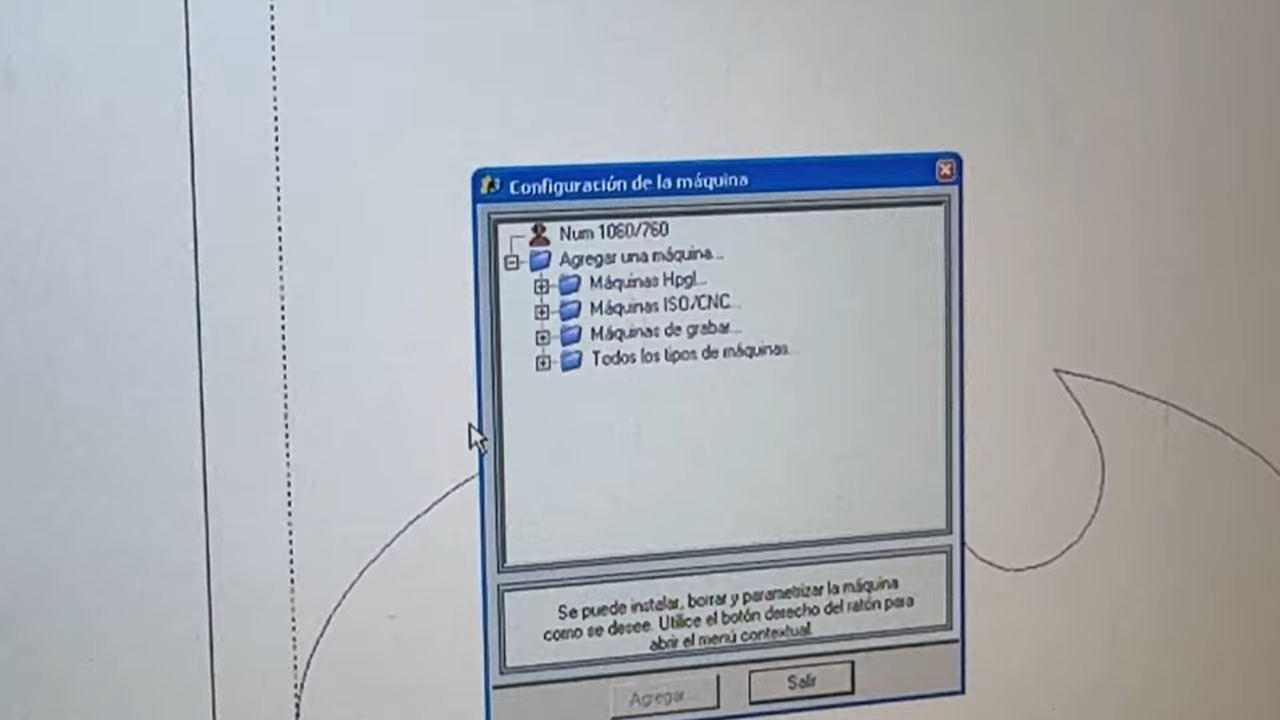 Configuración de la máquina
Num 1060/760
Agregar una máquina...
Máquinas Hpgl...
Máquinas ISO/CNC...
Máquinas de grabar...
Todos los tipos de máquinas...
Se puede instalar, borrar y parametrizar la máquina
como se desee. Utilice el botón derecho del ratón para
abrir el menú contextual.
Agregar...
Salir